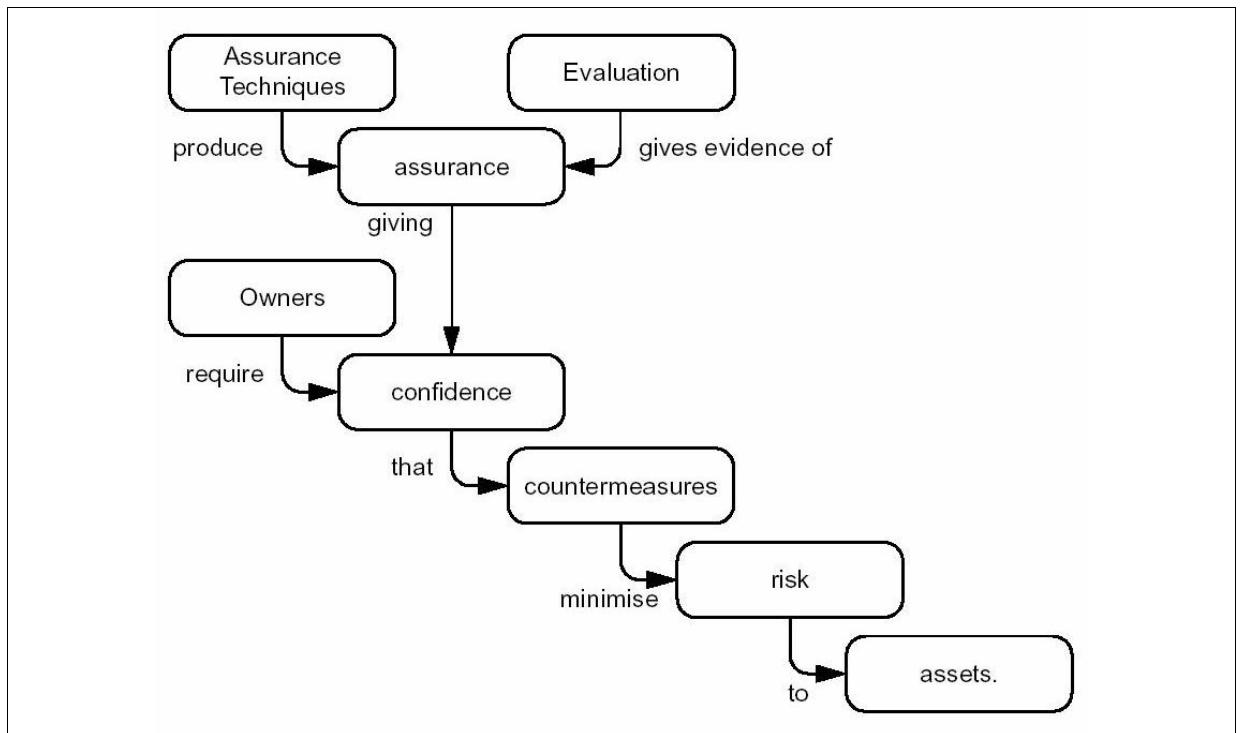 Assurance
Techniques
Evaluation
produce
assurance
gives evidence of
giving
Owners
require
confidence
that
countermeasures
minimise
risk
to
assets.